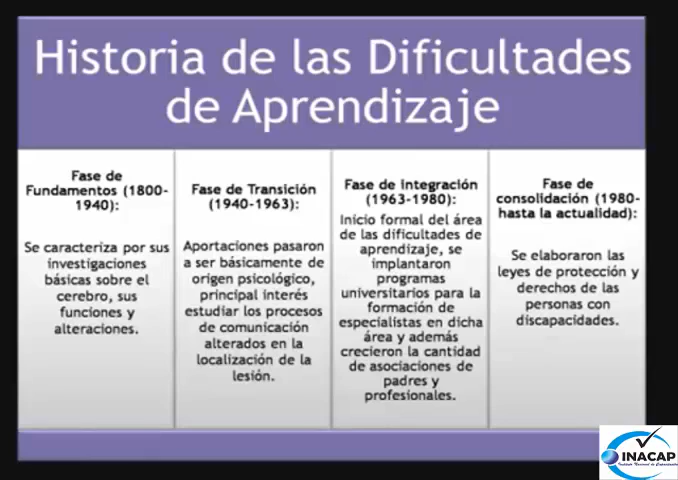 Historia de las Dificultades
de Aprendizaje
Fase de
Fundamentos (1800-
1940):
Se caracteriza por sus
investigaciones
básicas sobre el
cerebro, sus
funciones y
alteraciones.
Fase de Transición
(1940-1963):
Aportaciones pasaron
a ser básicamente de
origen psicológico,
principal interés
estudiar los procesos
de comunicación
alterados en la
localización de la
lesión.
Fase de integración
(1963-1980):
Inicio formal del área
de las dificultades de
aprendizaje, se
implantaron
programas
universitarios para la
formación de
especialistas en dicha
área y además
crecieron la cantidad
de asociaciones de
padres y
profesionales.
Fase de
consolidación (1980-
hasta la actualidad):
Se elaboraron las
leyes de protección y
derechos de las
personas con
discapacidades.
INACAP
Instituto Nacional de Capacitación